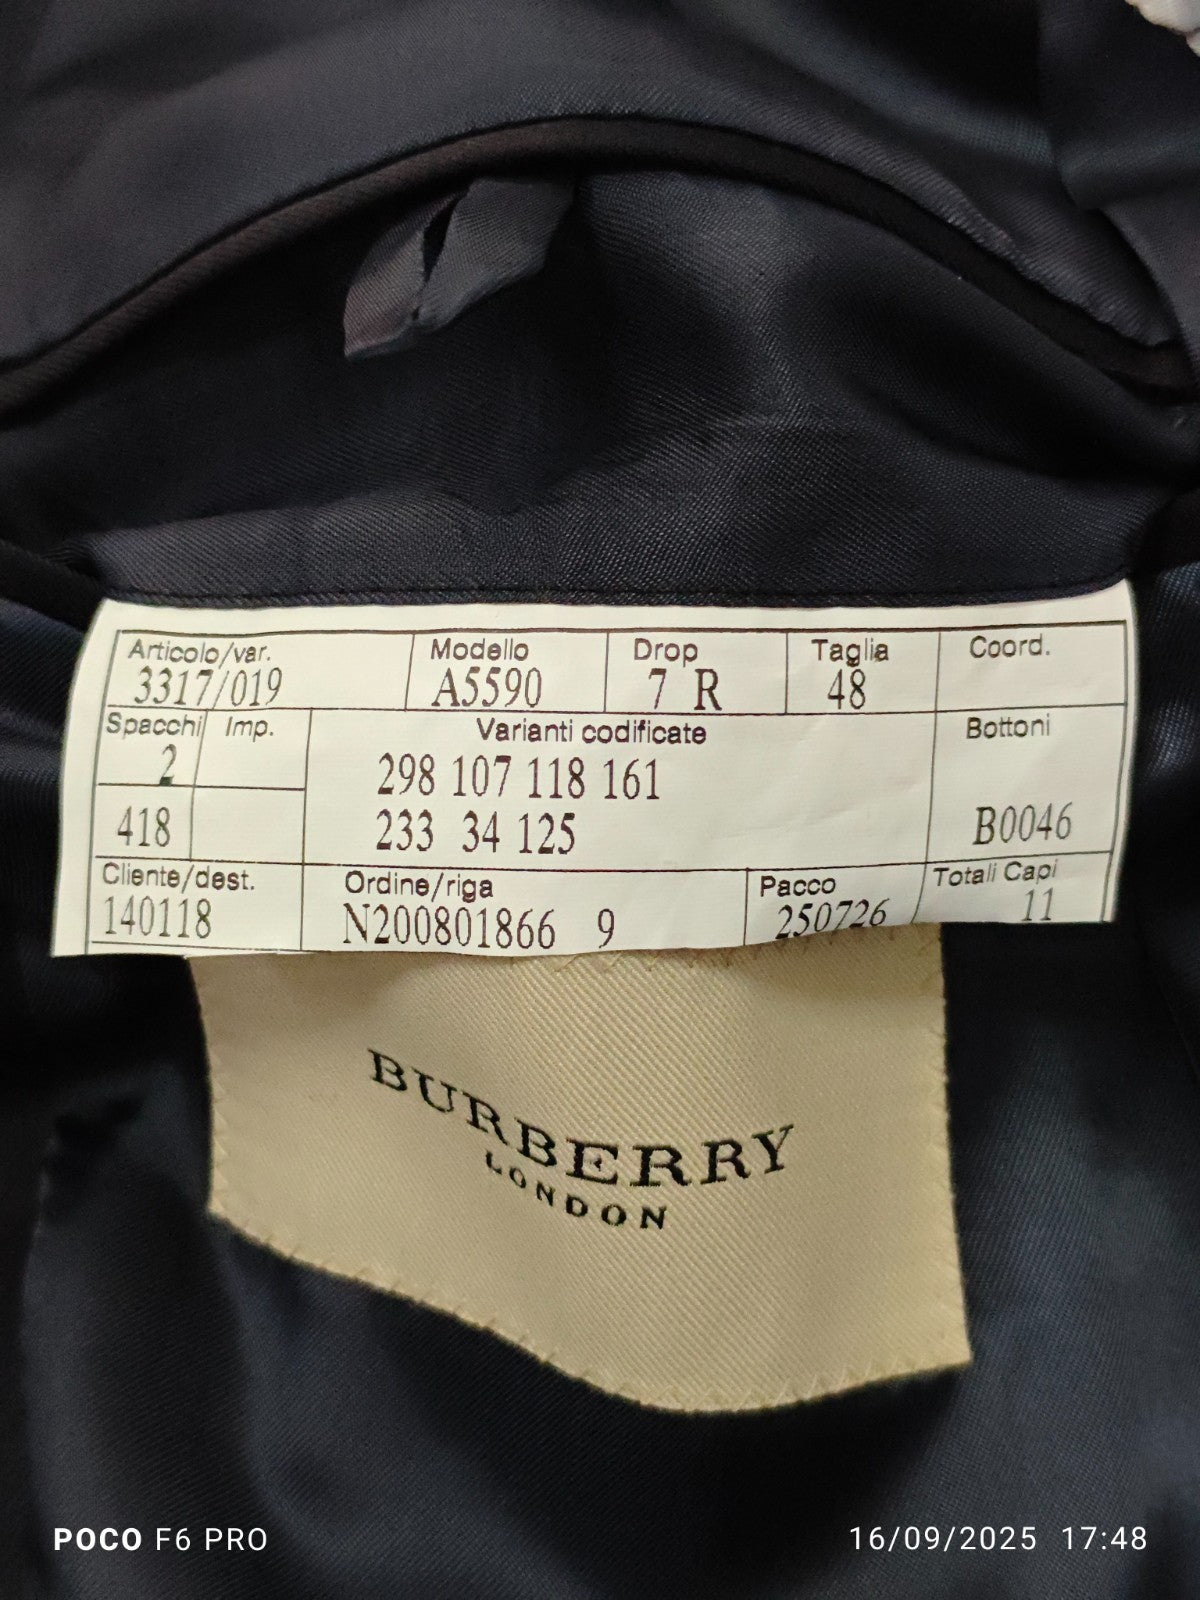 Articolo/var. Modello Drop Taglia Coord.
3317/019 A5590 7 R 48
Spacchi Imp. Varianti codificate Bottoni
2 298 107 118 161
418 233 34 125 B0046
Cliente/dest. Ordine/riga Pacco Totali Capi
140118 N200801866 9 250726 11
BURBERRY
LONDON
POCO F6 PRO 16/09/2025 17:48